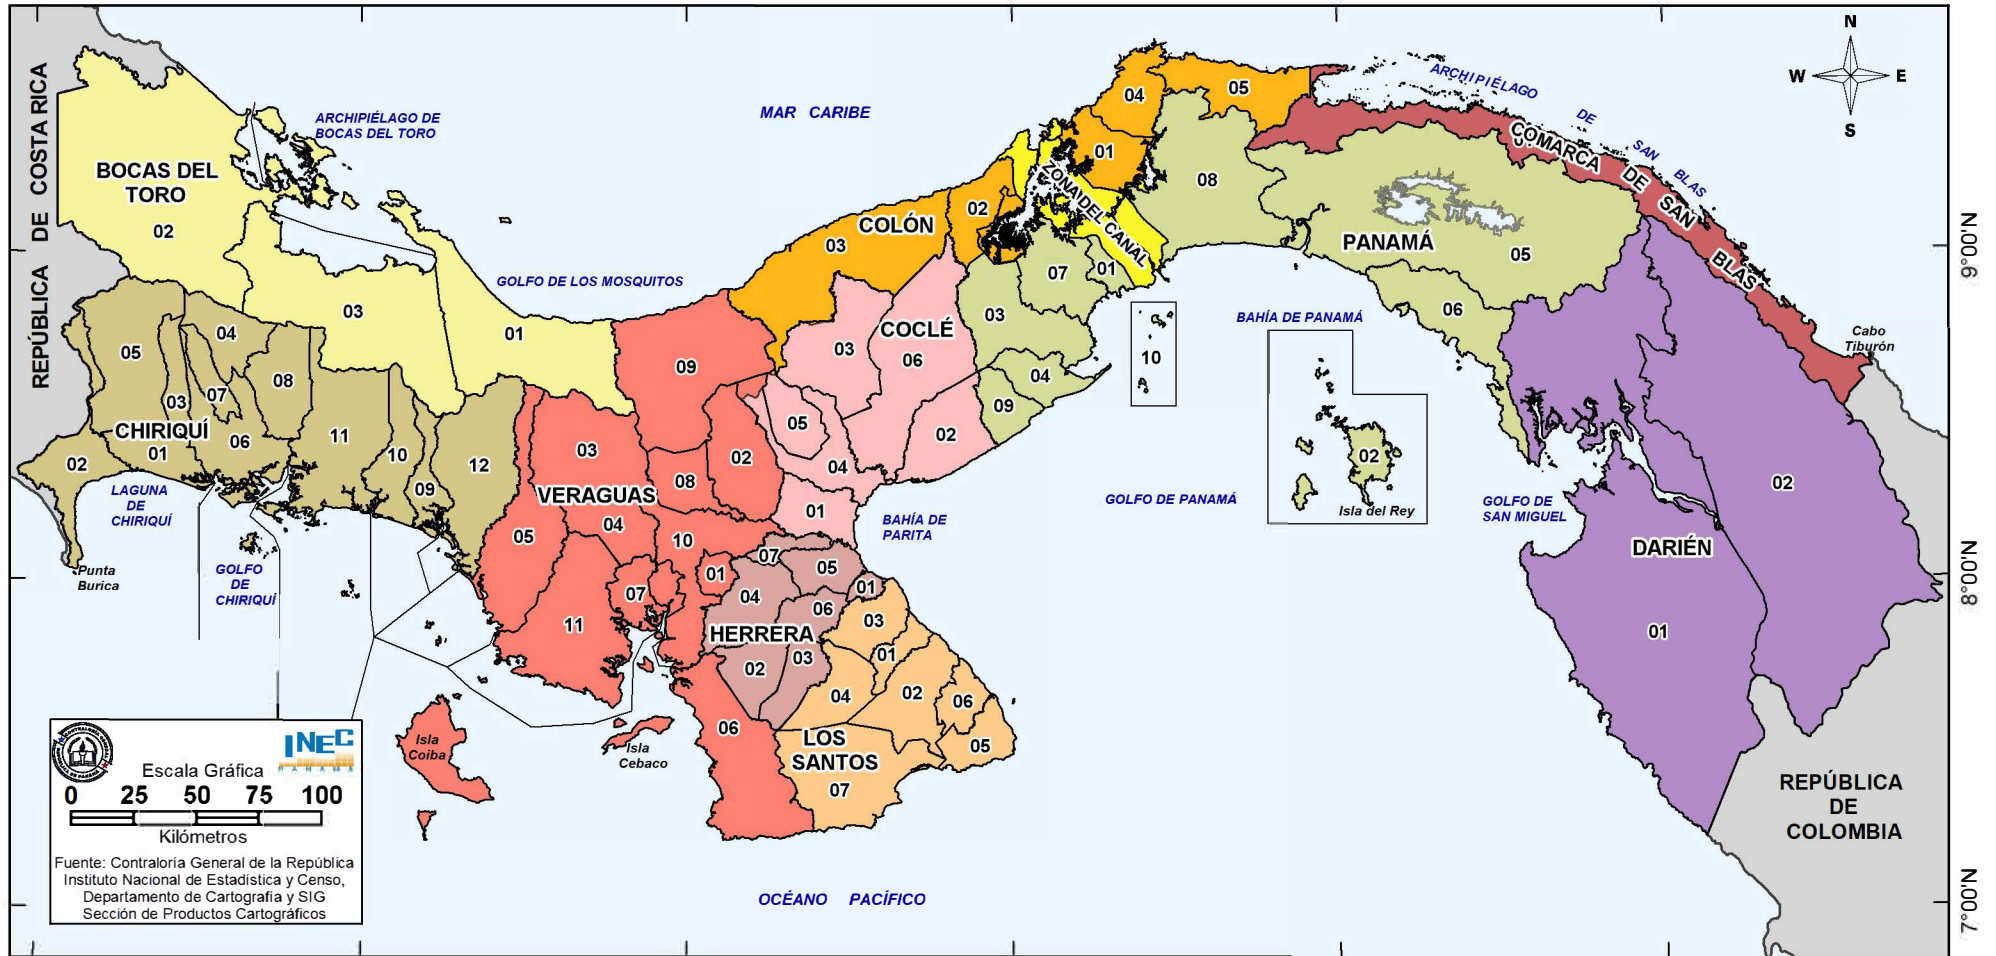 N
W E
S
ARCHIPIÉLAGO
DE
SAN
BLAS
MAR CARIBE
ARCHIPIÉLAGO DE
BOCAS DEL TORO
REPÚBLICA DE COSTA RICA
BOCAS DEL
TORO
02
03
01
GOLFO DE LOS MOSQUITOS
COLÓN
03
02
01
04
05
ZONA DEL CANAL
COMARCA DE SAN BLAS
PANAMÁ
08
05
07
01
03
04
09
06
10
02
Isla del Rey
BAHÍA DE PANAMÁ
Cabo
Tiburón
9°00'N
8°00'N
7°00'N
COCLÉ
03
06
05
02
04
01
CHIRIQUÍ
05
04
03
07
08
06
01
02
11
10
09
12
LAGUNA
DE
CHIRIQUÍ
GOLFO
DE
CHIRIQUÍ
Punta
Burica
VERAGUAS
09
03
02
08
04
05
10
01
07
11
06
Isla
Coiba
Isla
Cebaco
BAHÍA DE
PARITA
HERRERA
07
05
01
04
06
03
02
LOS
SANTOS
03
01
04
02
06
05
07
GOLFO DE PANAMÁ
GOLFO DE
SAN MIGUEL
DARIÉN
02
01
REPÚBLICA
DE
COLOMBIA
OCÉANO PACÍFICO
INEC
PANAMÁ
Escala Gráfica
0 25 50 75 100
Kilómetros
Fuente: Contraloría General de la República
Instituto Nacional de Estadística y Censo,
Departamento de Cartografía y SIG
Sección de Productos Cartográficos